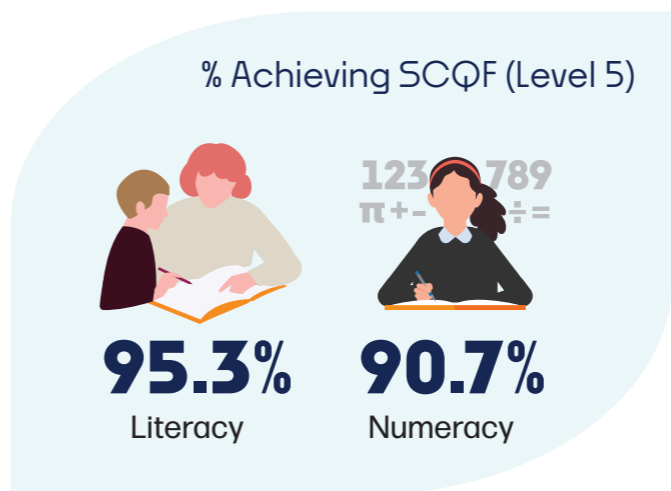 % Achieving SCQF (Level 5)
123 789
π+- ÷=
95.3% 90.7%
Literacy Numeracy